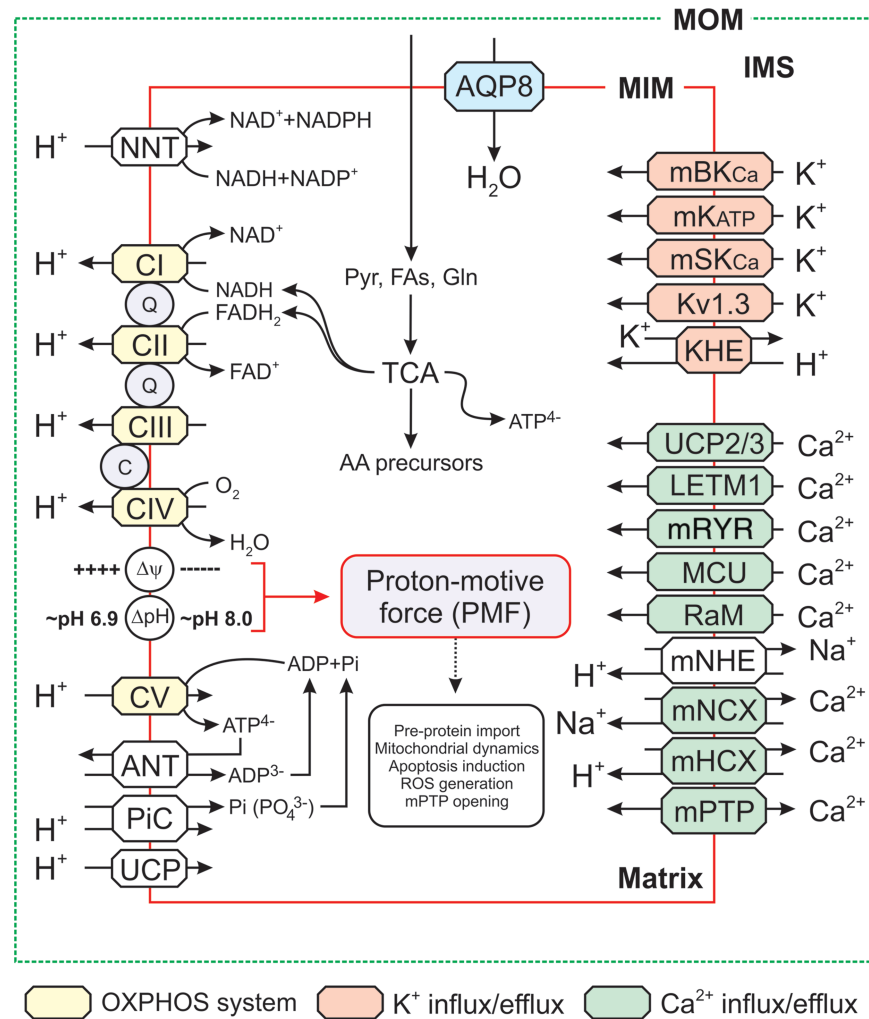 MOM
IMS
MIM
AQP8
H₂O
H⁺
NNT
NAD⁺+NADPH
NADH+NADP⁺
H⁺
CI
NAD⁺
NADH
Q
FADH₂
H⁺
CII
FAD⁺
Q
H⁺
CIII
C
H⁺
CIV
O₂
H₂O
Pyr, FAs, Gln
TCA
ATP⁴⁻
AA precursors
++++
Δψ
------
~pH 6.9
ΔpH
~pH 8.0
Proton-motive
force (PMF)
Pre-protein import
Mitochondrial dynamics
Apoptosis induction
ROS generation
mPTP opening
H⁺
CV
ADP+Pi
ATP⁴⁻
ANT
ADP³⁻
PiC
Pi (PO₄³⁻)
H⁺
H⁺
UCP
mBKCa
K⁺
mKATP
K⁺
mSKCa
K⁺
Kv1.3
K⁺
K⁺
KHE
H⁺
UCP2/3
Ca²⁺
LETM1
Ca²⁺
mRYR
Ca²⁺
MCU
Ca²⁺
RaM
Ca²⁺
mNHE
Na⁺
H⁺
mNCX
Ca²⁺
Na⁺
mHCX
Ca²⁺
H⁺
mPTP
Ca²⁺
Matrix
OXPHOS system
K⁺ influx/efflux
Ca²⁺ influx/efflux